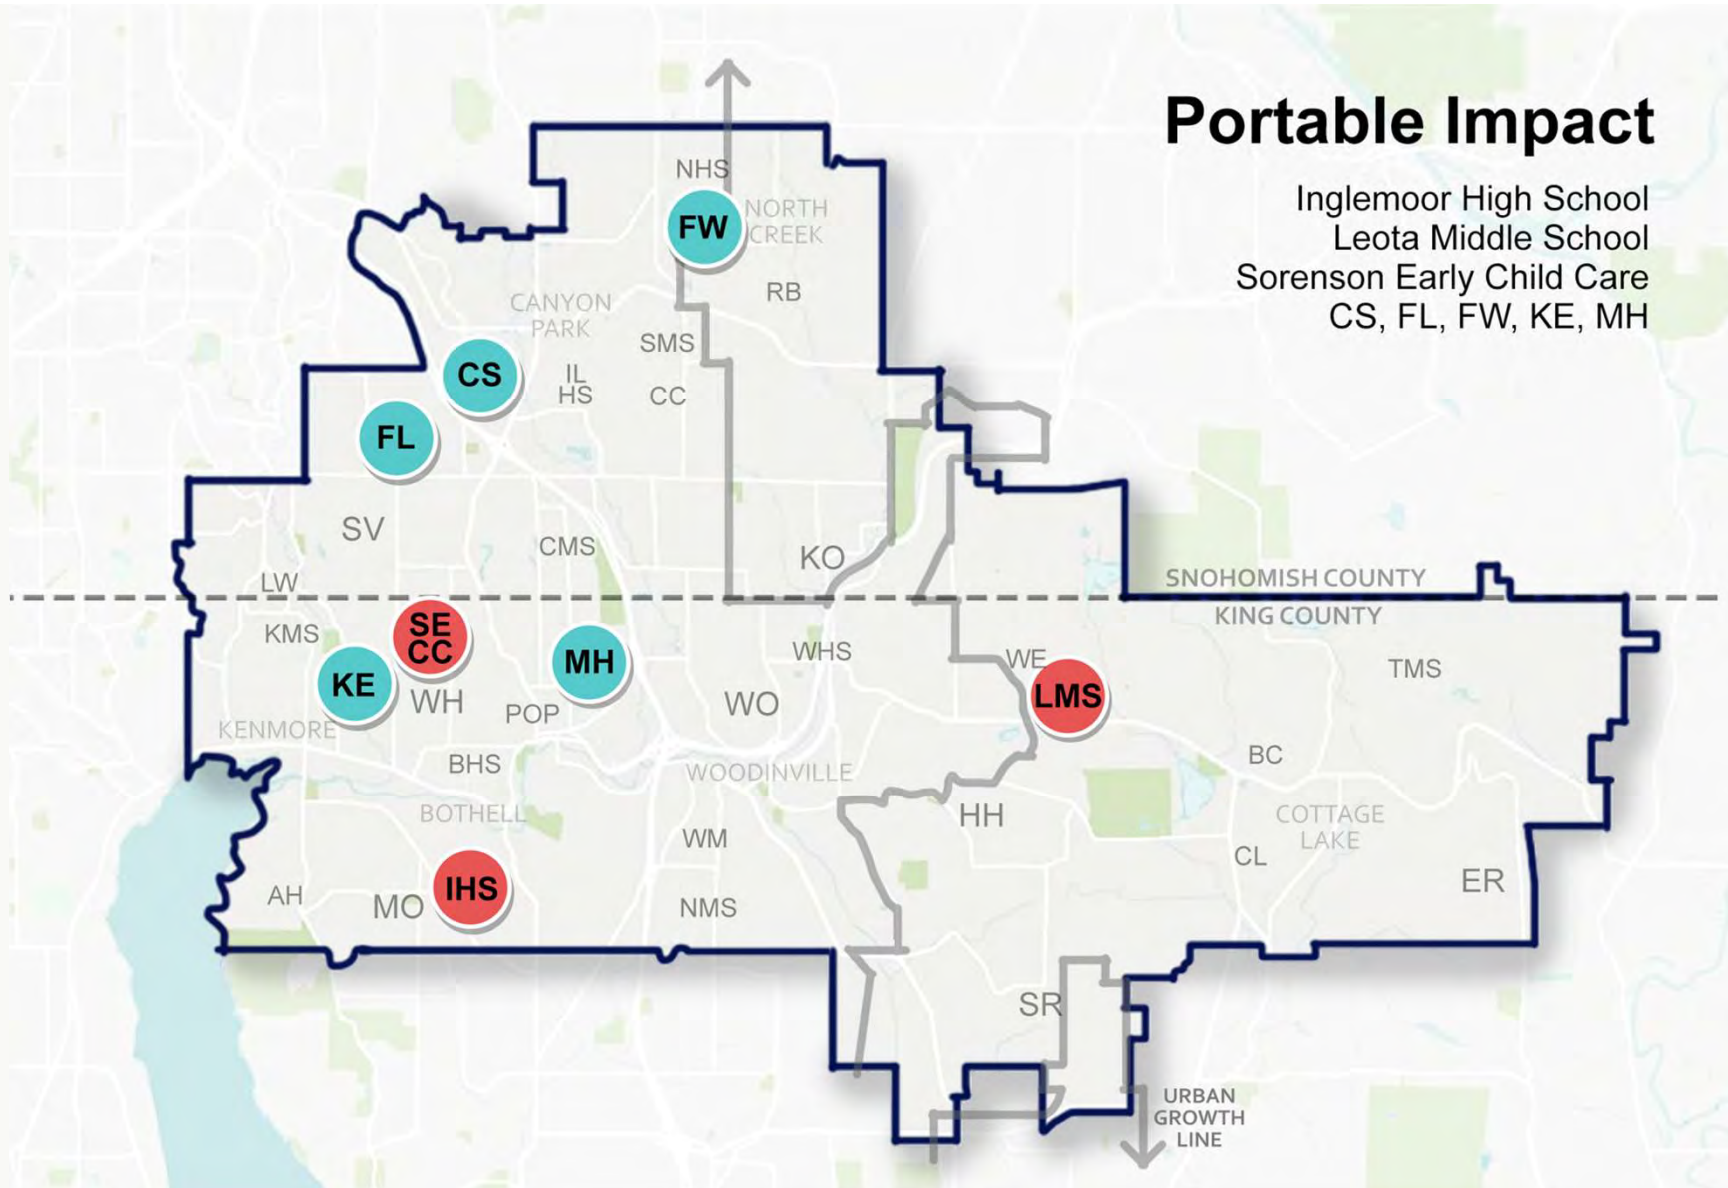 Portable Impact
Inglemoor High School
Leota Middle School
Sorenson Early Child Care
CS, FL, FW, KE, MH
NHS
FW
NORTH
CREEK
RB
CANYON
PARK
SMS
CS
IL
HS
CC
FL
SV
CMS
KO
LW
SNOHOMISH COUNTY
KING COUNTY
KMS
SE
CC
MH
WHS
WE
TMS
KE
LMS
WH
POP
WO
KENMORE
BHS
BC
WOODINVILLE
BOTHELL
HH
COTTAGE
LAKE
WM
CL
AH
MO
IHS
NMS
ER
SR
URBAN
GROWTH
LINE